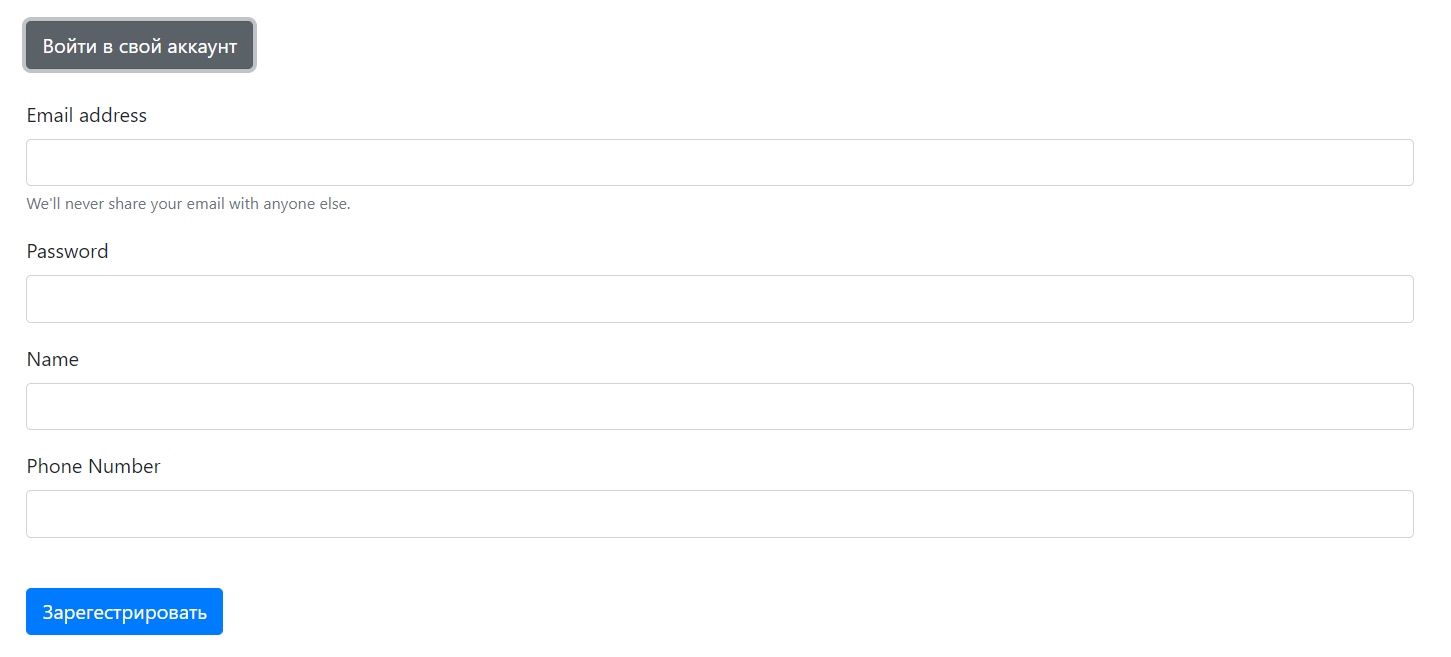 Войти в свой аккаунт
Email address
We'll never share your email with anyone else.
Password
Name
Phone Number
Зарегестрировать